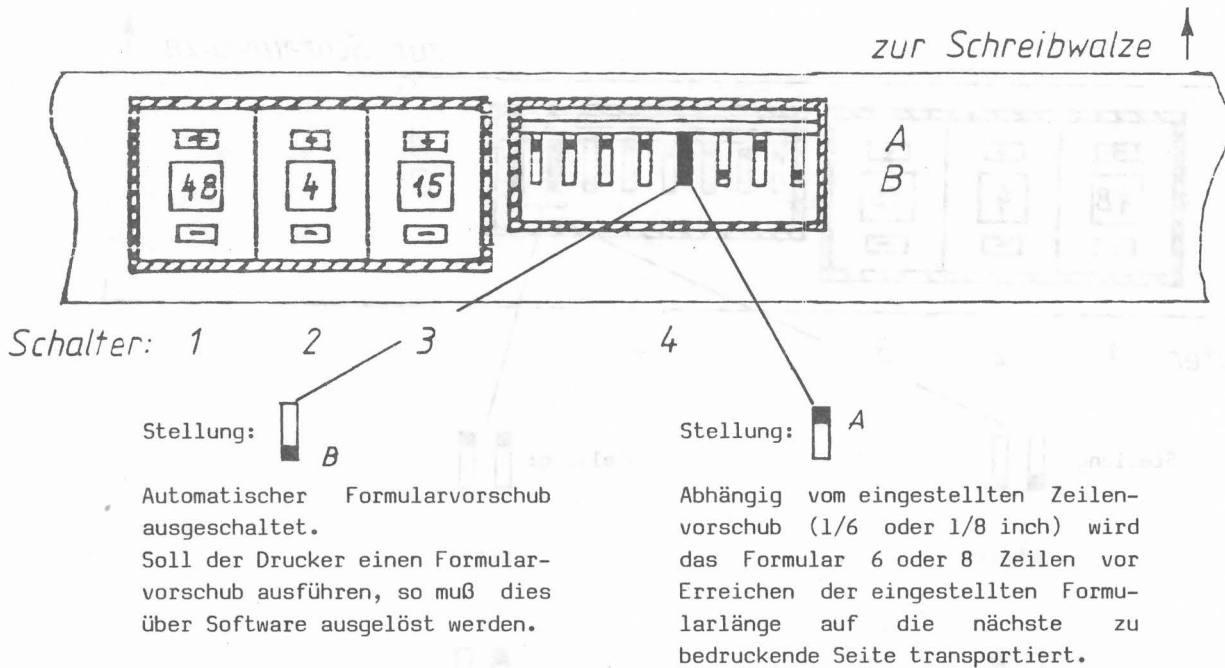 zur Schreibwalze
+ + +
48 4 15
- - -
A
B
Schalter: 1 2 3 4
Stellung:
B
Automatischer Formularvorschub
ausgeschaltet.
Soll der Drucker einen Formular-
vorschub ausführen, so muß dies
über Software ausgelöst werden.
Stellung:
A
Abhängig vom eingestellten Zeilen-
vorschub (1/6 oder 1/8 inch) wird
das Formular 6 oder 8 Zeilen vor
Erreichen der eingestellten Formu-
larlänge auf die nächste zu
bedruckende Seite transportiert.